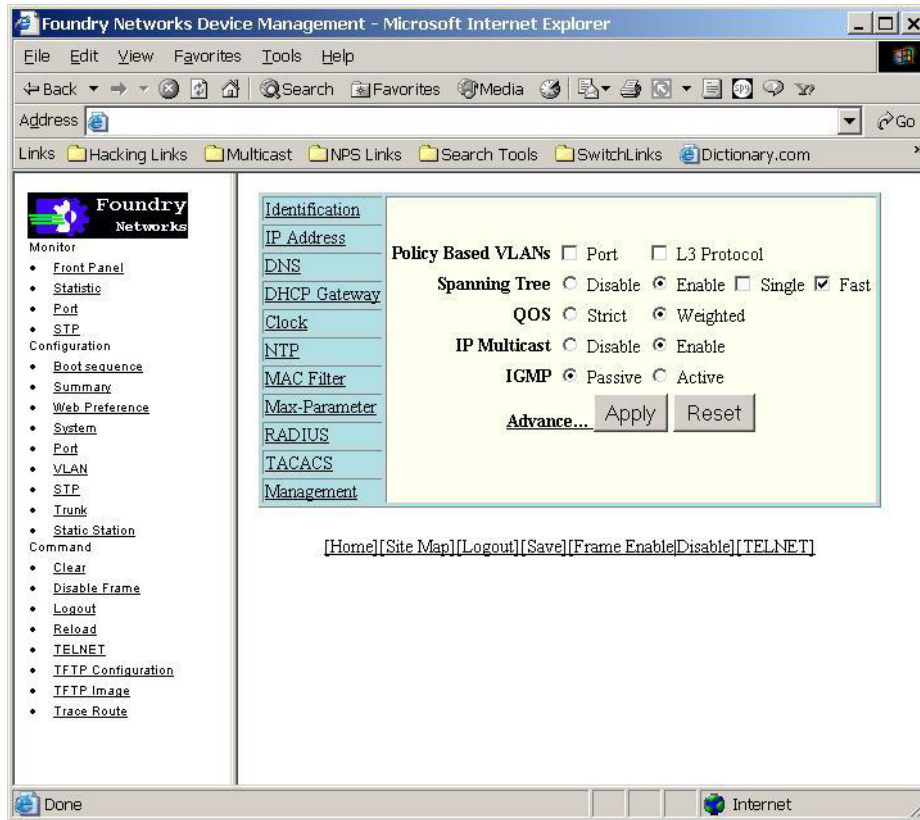 Foundry Networks Device Management - Microsoft Internet Explorer
File Edit View Favorites Tools Help
Back Search Favorites Media
Address Go
Links Hacking Links Multicast NPS Links Search Tools SwitchLinks Dictionary.com »
Foundry
Networks
Monitor
Front Panel
Statistic
Port
STP
Configuration
Boot sequence
Summary
Web Preference
System
Port
VLAN
STP
Trunk
Static Station
Command
Clear
Disable Frame
Logout
Reload
TELNET
TFTP Configuration
TFTP Image
Trace Route
Identification
IP Address
DNS
DHCP Gateway
Clock
NTP
MAC Filter
Max-Parameter
RADIUS
TACACS
Management
Policy Based VLANs Port L3 Protocol
Spanning Tree Disable Enable Single Fast
QOS Strict Weighted
IP Multicast Disable Enable
IGMP Passive Active
Advance... Apply Reset
[Home][Site Map][Logout][Save][Frame Enable|Disable][TELNET]
Done Internet